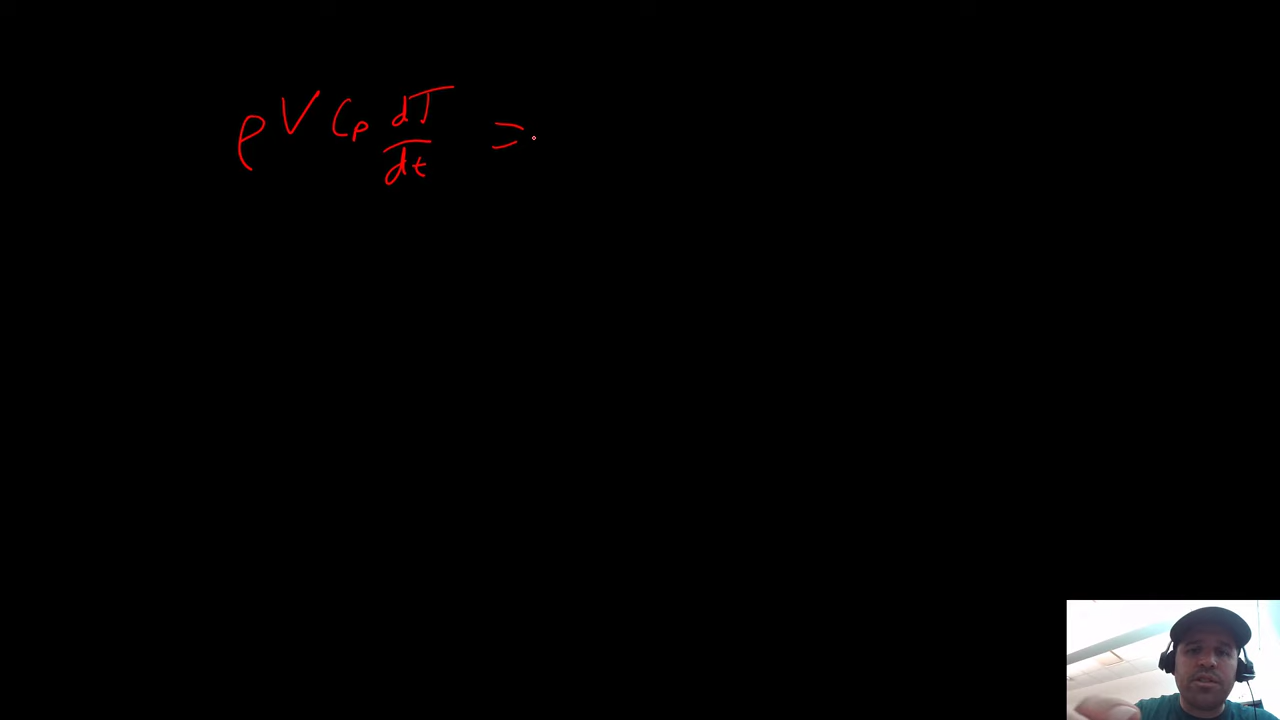 ρ V Cp dT/dt =